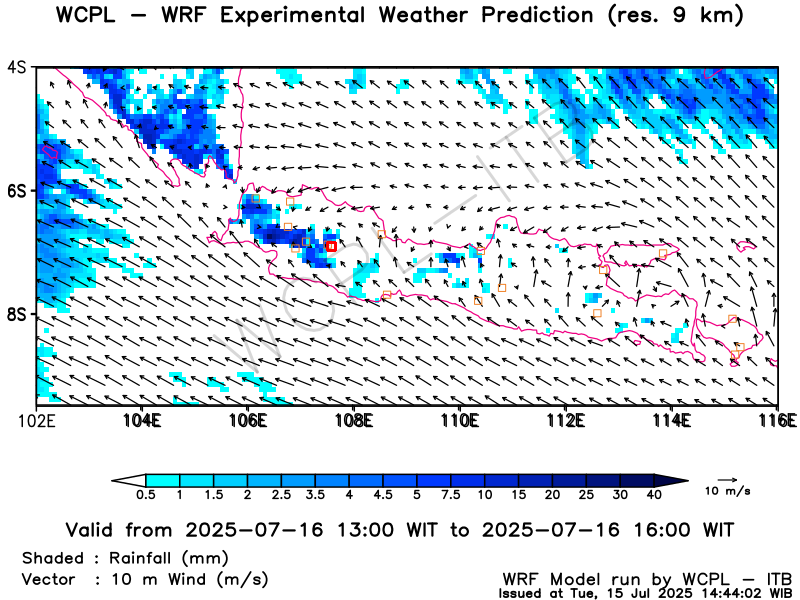 WCPL – WRF Experimental Weather Prediction (res. 9 km)
4S
6S
8S
WCPL–ITB
102E 104E 106E 108E 110E 112E 114E 116E
0.5 1 1.5 2 2.5 3.5 4 4.5 5 7.5 10 15 20 25 30 40
10 m/s
Valid from 2025-07-16 13:00 WIT to 2025-07-16 16:00 WIT
Shaded : Rainfall (mm)
Vector : 10 m Wind (m/s)
WRF Model run by WCPL – ITB
Issued at Tue, 15 Jul 2025 14:44:02 WIB